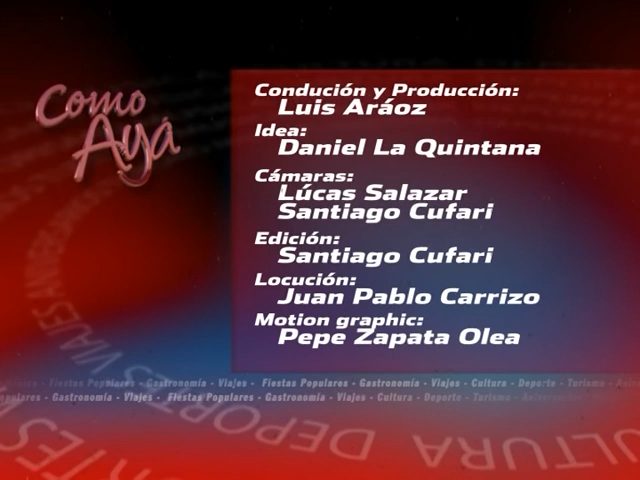 Como
Ayá
Condución y Producción:
Luis Aráoz
Idea:
Daniel La Quintana
Cámaras:
Lúcas Salazar
Santiago Cufari
Edición:
Santiago Cufari
Locución:
Juan Pablo Carrizo
Motion graphic:
Pepe Zapata Olea
- Fiestas Populares - Gastronomía - Viajes - Fiestas Populares - Gastronomía - Viajes - Cultura - Deporte - Turismo -
- Gastronomía - Viajes - Fiestas Populares - Gastronomía - Viajes - Cultura - Deporte - Turismo -
VIAJES
DEPORTES
CULTURA